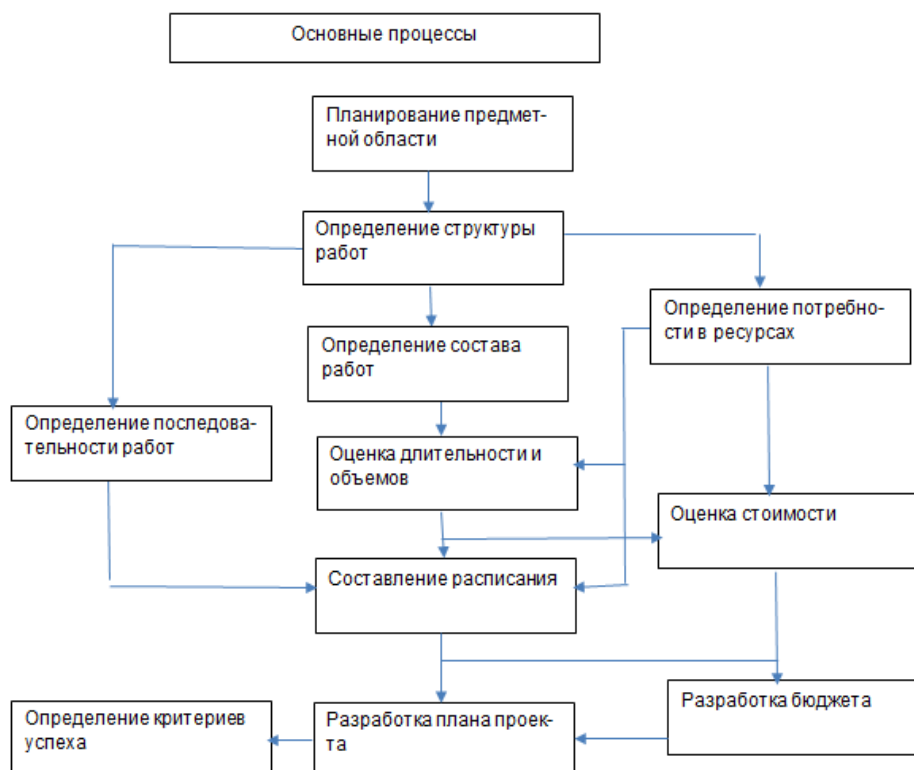 Основные процессы
Планирование предмет-
ной области
Определение структуры
работ
Определение потребно-
сти в ресурсах
Определение состава
работ
Определение последова-
тельности работ
Оценка длительности и
объемов
Оценка стоимости
Составление расписания
Разработка бюджета
Определение критериев
успеха
Разработка плана проек-
та